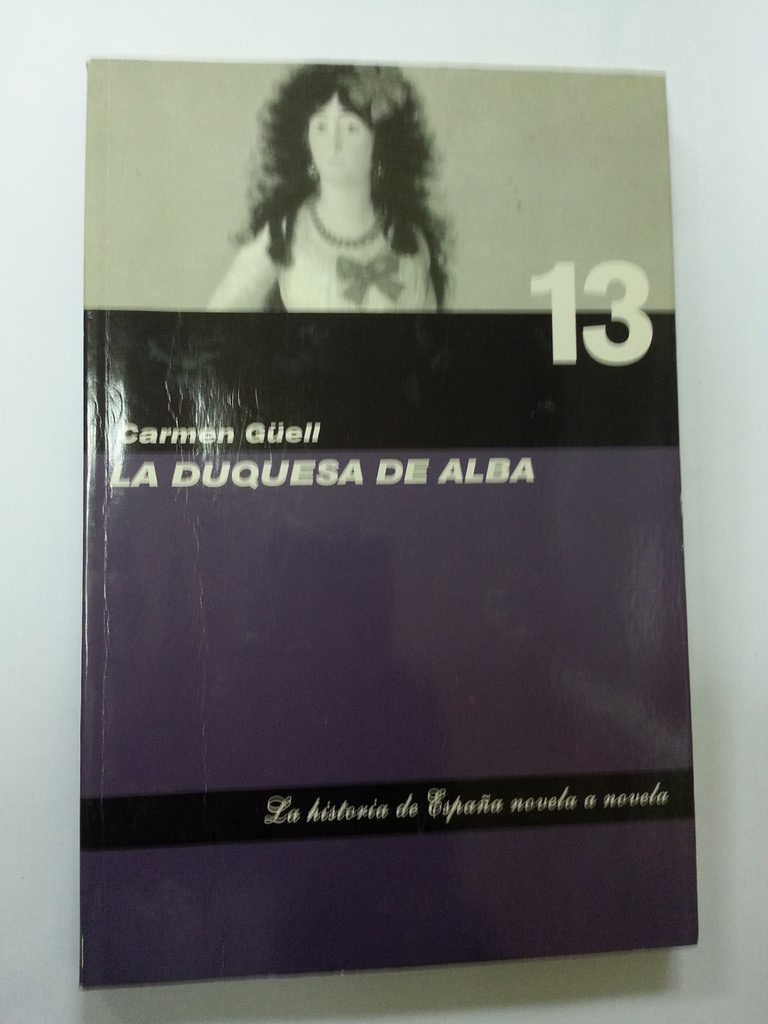 13
Carmen Güell
LA DUQUESA DE ALBA
La historia de España novela a novela